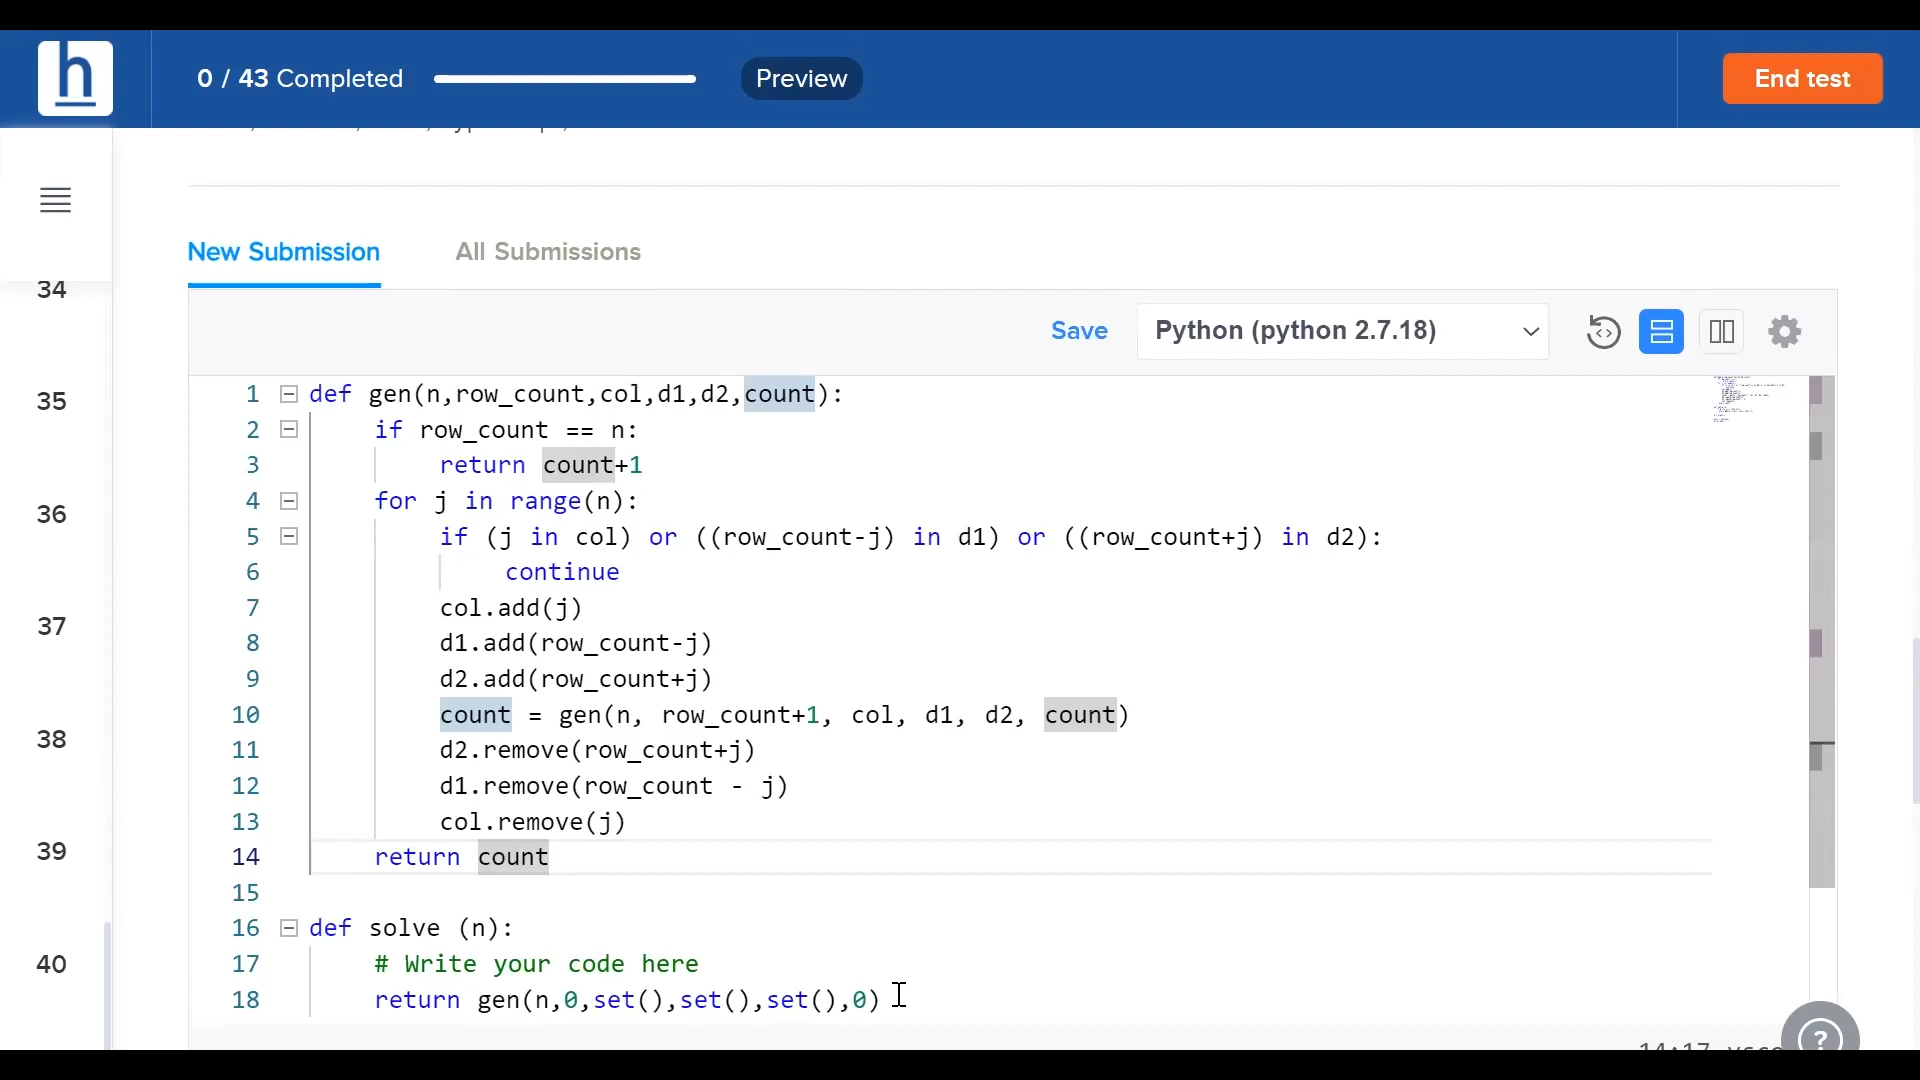 h
0 / 43 Completed
Preview
End test
New Submission
All Submissions
Save
Python (python 2.7.18)
34
35
36
37
38
39
40
1 def gen(n,row_count,col,d1,d2,count):
2 if row_count == n:
3 return count+1
4 for j in range(n):
5 if (j in col) or ((row_count-j) in d1) or ((row_count+j) in d2):
6 continue
7 col.add(j)
8 d1.add(row_count-j)
9 d2.add(row_count+j)
10 count = gen(n, row_count+1, col, d1, d2, count)
11 d2.remove(row_count+j)
12 d1.remove(row_count - j)
13 col.remove(j)
14 return count
15
16 def solve (n):
17 # Write your code here
18 return gen(n,0,set(),set(),set(),0)
?